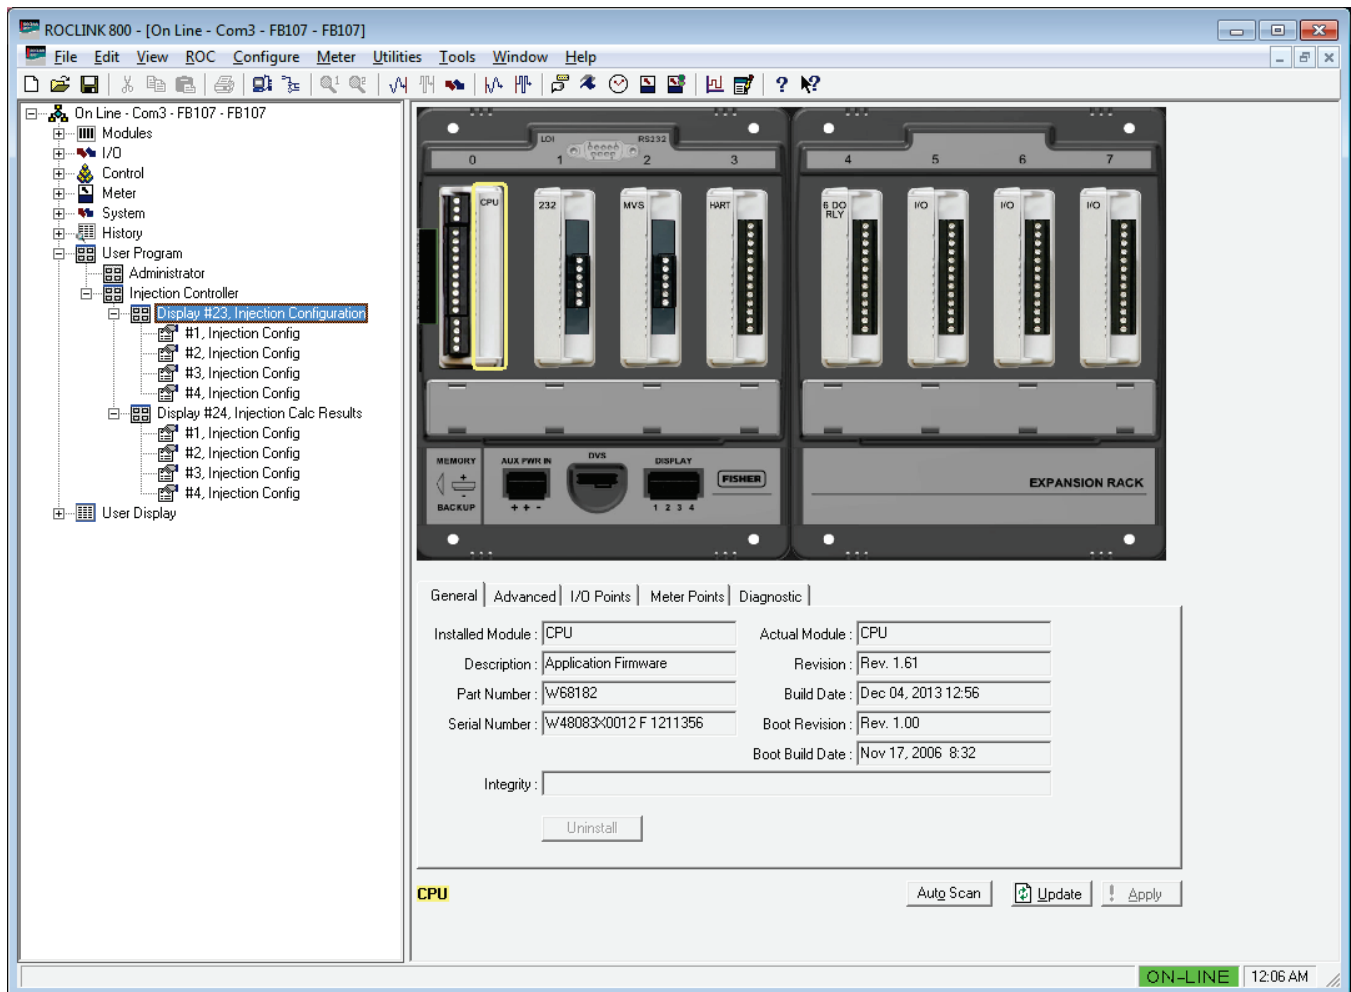 ROCLINK 800 - [On Line - Com3 - FB107 - FB107]
File Edit View ROC Configure Meter Utilities Tools Window Help
On Line - Com3 - FB107 - FB107
Modules
I/O
Control
Meter
System
History
User Program
Administrator
Injection Controller
Display #23, Injection Configuration
#1, Injection Config
#2, Injection Config
#3, Injection Config
#4, Injection Config
Display #24, Injection Calc Results
#1, Injection Config
#2, Injection Config
#3, Injection Config
#4, Injection Config
User Display
LOI RS232
0 1 2 3 4 5 6 7
CPU 232 MVS HART 6 DO RLY I/O I/O I/O
MEMORY BACKUP
AUX PWR IN
+ + -
DVS
DISPLAY
1 2 3 4
FISHER
EXPANSION RACK
General Advanced I/O Points Meter Points Diagnostic
Installed Module : CPU
Actual Module : CPU
Description : Application Firmware
Revision : Rev. 1.61
Part Number : W68182
Build Date : Dec 04, 2013 12:56
Serial Number : W48083X0012 F 1211356
Boot Revision : Rev. 1.00
Boot Build Date : Nov 17, 2006 8:32
Integrity :
Uninstall
CPU
Auto Scan
Update
! Apply
ON-LINE
12:06 AM